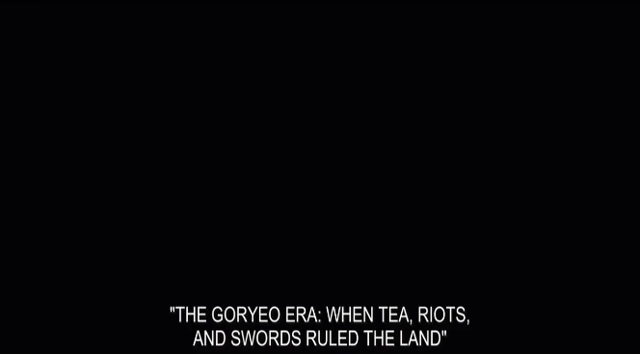 "THE GORYEO ERA: WHEN TEA, RIOTS,
AND SWORDS RULED THE LAND"